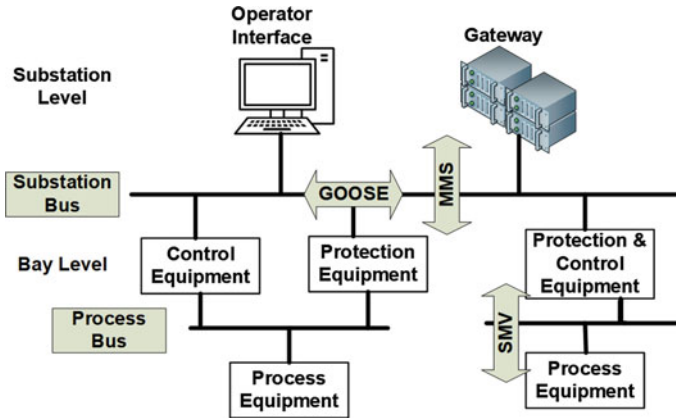 Operator
Interface
Gateway
Substation
Level
Substation
Bus
GOOSE
MMS
Bay Level
Control
Equipment
Protection
Equipment
Protection &
Control
Equipment
Process
Bus
SMV
Process Equipment
Process
Equipment